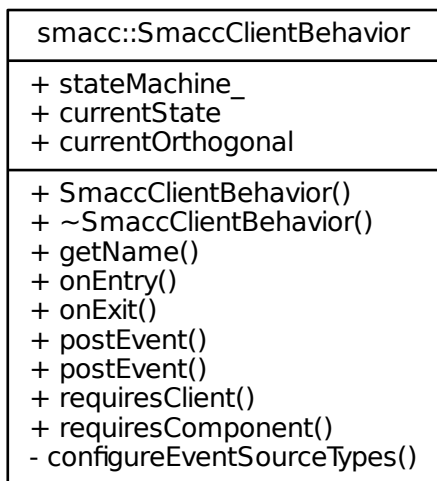 smacc::SmaccClientBehavior
+ stateMachine_
+ currentState
+ currentOrthogonal
+ SmaccClientBehavior()
+ ~SmaccClientBehavior()
+ getName()
+ onEntry()
+ onExit()
+ postEvent()
+ postEvent()
+ requiresClient()
+ requiresComponent()
- configureEventSourceTypes()